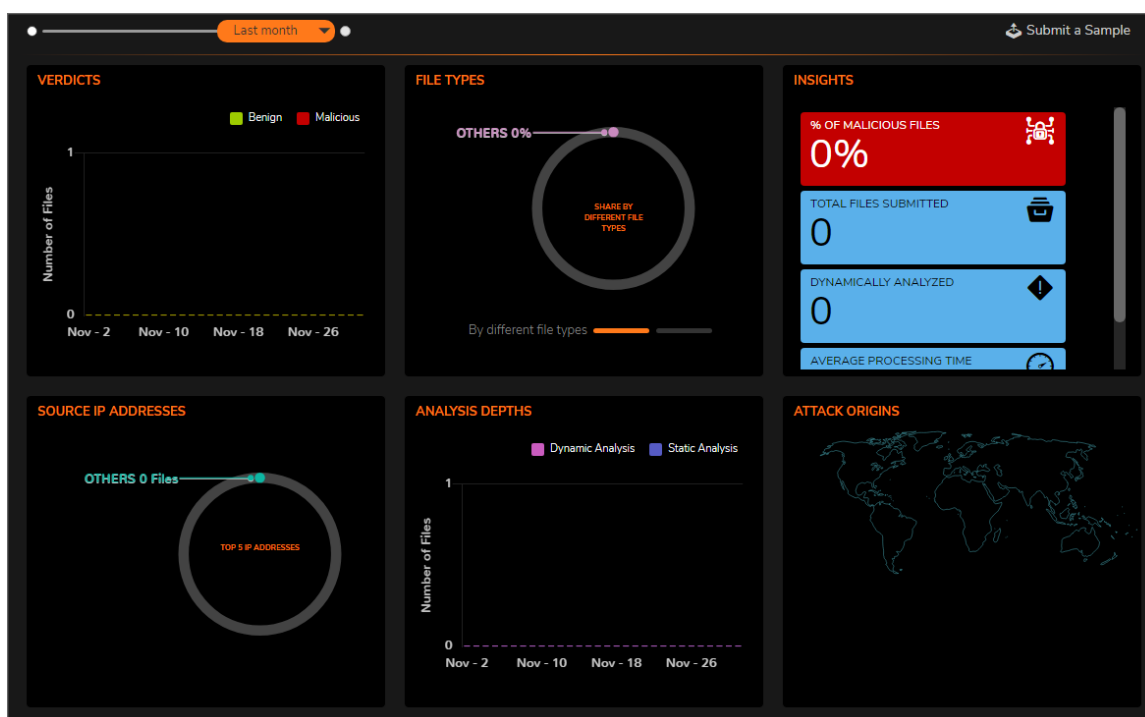 Last month
Submit a Sample
VERDICTS
Benign
Malicious
Number of Files
1
0
Nov - 2
Nov - 10
Nov - 18
Nov - 26
FILE TYPES
OTHERS 0%
SHARE BY
DIFFERENT FILE
TYPES
By different file types
INSIGHTS
% OF MALICIOUS FILES
0%
TOTAL FILES SUBMITTED
0
DYNAMICALLY ANALYZED
0
AVERAGE PROCESSING TIME
SOURCE IP ADDRESSES
OTHERS 0 Files
TOP 5 IP ADDRESSES
ANALYSIS DEPTHS
Dynamic Analysis
Static Analysis
Number of Files
1
0
Nov - 2
Nov - 10
Nov - 18
Nov - 26
ATTACK ORIGINS